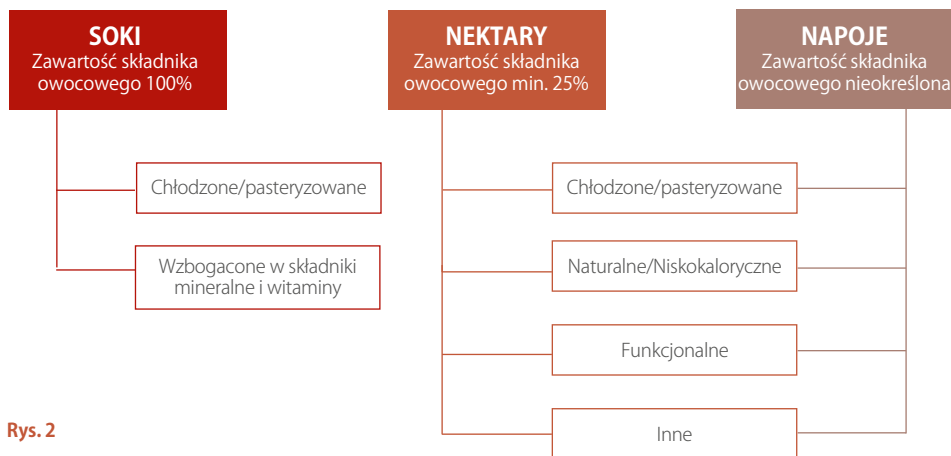 SOKI
Zawartość składnika
owocowego 100%
NEKTARY
Zawartość składnika
owocowego min. 25%
NAPOJE
Zawartość składnika
owocowego nieokreślona
Chłodzone/pasteryzowane
Wzbogacone w składniki
mineralne i witaminy
Chłodzone/pasteryzowane
Naturalne/Niskokaloryczne
Funkcjonalne
Inne
Rys. 2